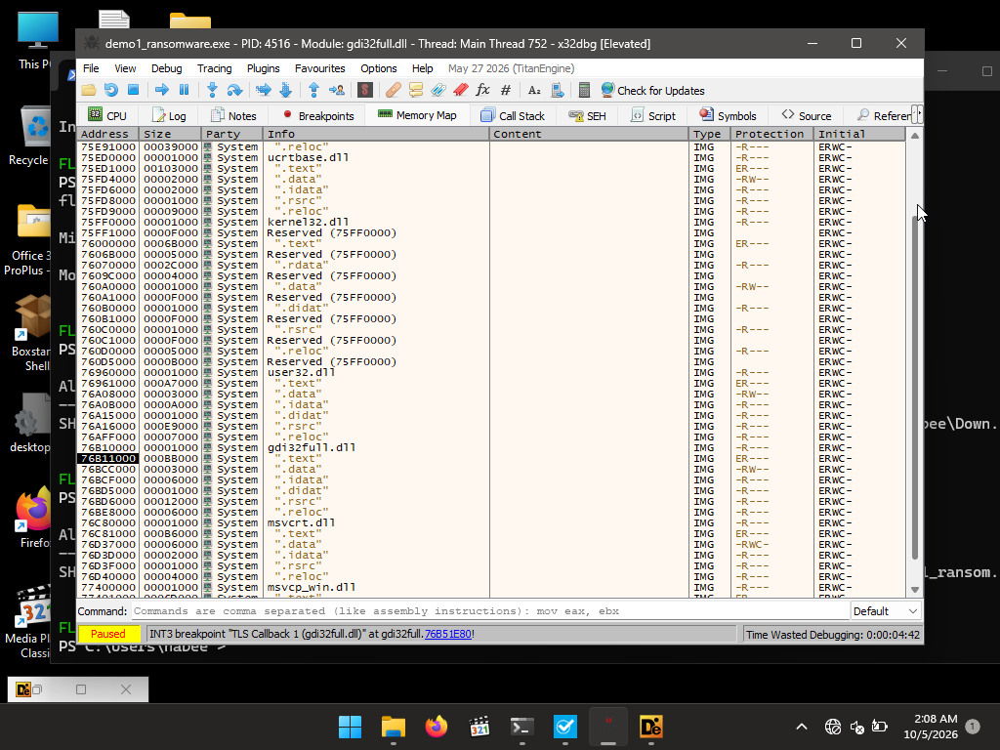 This P
demo1_ransomware.exe - PID: 4516 - Module: gdi32full.dll - Thread: Main Thread 752 - x32dbg [Elevated]
File View Debug Tracing Plugins Favourites Options Help May 27 2026 (TitanEngine)
Check for Updates
CPU Log Notes Breakpoints Memory Map Call Stack SEH Script Symbols Source Referen
Address Size Party Info Content Type Protection Initial
75E91000 00039000 System ".reloc" IMG -R--- ERWC-
75ED0000 00001000 System ucrtbase.dll IMG -R--- ERWC-
75ED1000 00103000 System ".text" IMG ER--- ERWC-
75FD4000 00002000 System ".data" IMG -RW-- ERWC-
75FD6000 00002000 System ".idata" IMG -R--- ERWC-
75FD8000 00001000 System ".rsrc" IMG -R--- ERWC-
75FD9000 00009000 System ".reloc" IMG -R--- ERWC-
75FF0000 00001000 System kernel32.dll IMG -R--- ERWC-
75FF1000 0000F000 System Reserved (75FF0000) IMG ERWC-
76000000 0006B000 System ".text" IMG ER--- ERWC-
7606B000 00005000 System Reserved (75FF0000) IMG ERWC-
76070000 0002C000 System ".rdata" IMG -R--- ERWC-
7609C000 00004000 System Reserved (75FF0000) IMG ERWC-
760A0000 00001000 System ".data" IMG -RW-- ERWC-
760A1000 0000F000 System Reserved (75FF0000) IMG ERWC-
760B0000 00001000 System ".didat" IMG -R--- ERWC-
760B1000 0000F000 System Reserved (75FF0000) IMG ERWC-
760C0000 00001000 System ".rsrc" IMG -R--- ERWC-
760C1000 0000F000 System Reserved (75FF0000) IMG ERWC-
760D0000 00005000 System ".reloc" IMG -R--- ERWC-
760D5000 0000B000 System Reserved (75FF0000) IMG ERWC-
76960000 00001000 System user32.dll IMG -R--- ERWC-
76961000 000A7000 System ".text" IMG ER--- ERWC-
76A08000 00003000 System ".data" IMG -RW-- ERWC-
76A0B000 0000A000 System ".idata" IMG -R--- ERWC-
76A15000 00001000 System ".didat" IMG -R--- ERWC-
76A16000 000E9000 System ".rsrc" IMG -R--- ERWC-
76AFF000 00007000 System ".reloc" IMG -R--- ERWC-
76B10000 00001000 System gdi32full.dll IMG -R--- ERWC-
76B11000 000BB000 System ".text" IMG ER--- ERWC-
76BCC000 00003000 System ".data" IMG -RW-- ERWC-
76BCF000 00006000 System ".idata" IMG -R--- ERWC-
76BD5000 00001000 System ".didat" IMG -R--- ERWC-
76BD6000 00012000 System ".rsrc" IMG -R--- ERWC-
76BE8000 00006000 System ".reloc" IMG -R--- ERWC-
76C80000 00001000 System msvcrt.dll IMG -R--- ERWC-
76C81000 000B6000 System ".text" IMG ER--- ERWC-
76D37000 00006000 System ".data" IMG -RWC- ERWC-
76D3D000 00002000 System ".idata" IMG -R--- ERWC-
76D3F000 00001000 System ".rsrc" IMG -R--- ERWC-
76D40000 00004000 System ".reloc" IMG -R--- ERWC-
77400000 00001000 System msvcp_win.dll IMG -R--- ERWC-
Command: Commands are comma separated (like assembly instructions): mov eax, ebx Default
Paused INT3 breakpoint "TLS Callback 1 (gdi32full.dll)" at gdi32full.76B51E80! Time Wasted Debugging: 0:00:04:42
Recycle
Office 3
ProPlus -
Boxstar
Shell
desktop
Firefo
Media Pl
Classi
In
FL
PS
fl
Mi
Mo
FL
PS
Al
--
SH
bee\Down.
FL
PS
Al
--
SH
l_ransom.
FL
PS C:\Users\nabee >
2:08 AM
10/5/2026
1